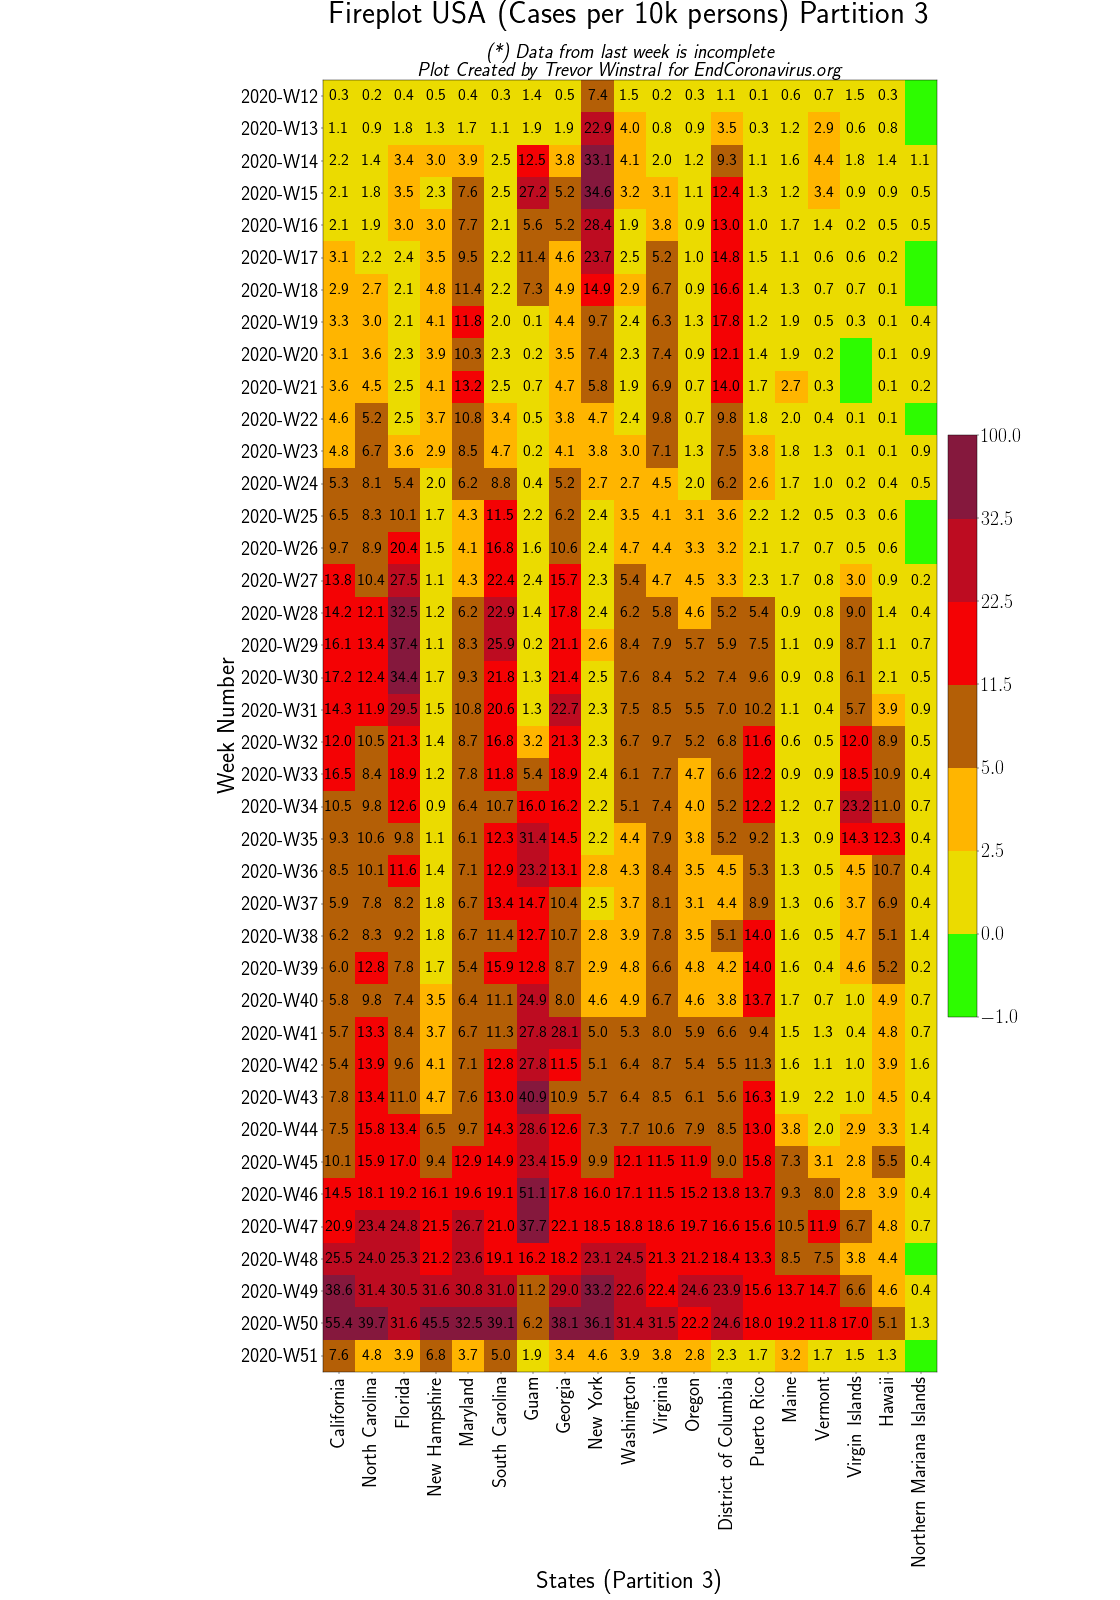 Fireplot USA (Cases per 10k persons) Partition 3
(*) Data from last week is incomplete
Plot Created by Trevor Winstral for EndCoronavirus.org
2020-W12 0.3 0.2 0.4 0.5 0.4 0.3 1.4 0.5 7.4 1.5 0.2 0.3 1.1 0.1 0.6 0.7 1.5 0.3
2020-W13 1.1 0.9 1.8 1.3 1.7 1.1 1.9 1.9 22.9 4.0 0.8 0.9 3.5 0.3 1.2 2.9 0.6 0.8
2020-W14 2.2 1.4 3.4 3.0 3.9 2.5 12.5 3.8 33.1 4.1 2.0 1.2 9.3 1.1 1.6 4.4 1.8 1.4 1.1
2020-W15 2.1 1.8 3.5 2.3 7.6 2.5 27.2 5.2 34.6 3.2 3.1 1.1 12.4 1.3 1.2 3.4 0.9 0.9 0.5
2020-W16 2.1 1.9 3.0 3.0 7.7 2.1 5.6 5.2 28.4 1.9 3.8 0.9 13.0 1.0 1.7 1.4 0.2 0.5 0.5
2020-W17 3.1 2.2 2.4 3.5 9.5 2.2 11.4 4.6 23.7 2.5 5.2 1.0 14.8 1.5 1.1 0.6 0.6 0.2
2020-W18 2.9 2.7 2.1 4.8 11.4 2.2 7.3 4.9 14.9 2.9 6.7 0.9 16.6 1.4 1.3 0.7 0.7 0.1
2020-W19 3.3 3.0 2.1 4.1 11.8 2.0 0.1 4.4 9.7 2.4 6.3 1.3 17.8 1.2 1.9 0.5 0.3 0.1 0.4
2020-W20 3.1 3.6 2.3 3.9 10.3 2.3 0.2 3.5 7.4 2.3 7.4 0.9 12.1 1.4 1.9 0.2 0.1 0.9
2020-W21 3.6 4.5 2.5 4.1 13.2 2.5 0.7 4.7 5.8 1.9 6.9 0.7 14.0 1.7 2.7 0.3 0.1 0.2
2020-W22 4.6 5.2 2.5 3.7 10.8 3.4 0.5 3.8 4.7 2.4 9.8 0.7 9.8 1.8 2.0 0.4 0.1 0.1
2020-W23 4.8 6.7 3.6 2.9 8.5 4.7 0.2 4.1 3.8 3.0 7.1 1.3 7.5 3.8 1.8 1.3 0.1 0.1 0.9
2020-W24 5.3 8.1 5.4 2.0 6.2 8.8 0.4 5.2 2.7 2.7 4.5 2.0 6.2 2.6 1.7 1.0 0.2 0.4 0.5
2020-W25 6.5 8.3 10.1 1.7 4.3 11.5 2.2 6.2 2.4 3.5 4.1 3.1 3.6 2.2 1.2 0.5 0.3 0.6
2020-W26 9.7 8.9 20.4 1.5 4.1 16.8 1.6 10.6 2.4 4.7 4.4 3.3 3.2 2.1 1.7 0.7 0.5 0.6
2020-W27 13.8 10.4 27.5 1.1 4.3 22.4 2.4 15.7 2.3 5.4 4.7 4.5 3.3 2.3 1.7 0.8 3.0 0.9 0.2
2020-W28 14.2 12.1 32.5 1.2 6.2 22.9 1.4 17.8 2.4 6.2 5.8 4.6 5.2 5.4 0.9 0.8 9.0 1.4 0.4
2020-W29 16.1 13.4 37.4 1.1 8.3 25.9 0.2 21.1 2.6 8.4 7.9 5.7 5.9 7.5 1.1 0.9 8.7 1.1 0.7
2020-W30 17.2 12.4 34.4 1.7 9.3 21.8 1.3 21.4 2.5 7.6 8.4 5.2 7.4 9.6 0.9 0.8 6.1 2.1 0.5
2020-W31 14.3 11.9 29.5 1.5 10.8 20.6 1.3 22.7 2.3 7.5 8.5 5.5 7.0 10.2 1.1 0.4 5.7 3.9 0.9
2020-W32 12.0 10.5 21.3 1.4 8.7 16.8 3.2 21.3 2.3 6.7 9.7 5.2 6.8 11.6 0.6 0.5 12.0 8.9 0.5
2020-W33 16.5 8.4 18.9 1.2 7.8 11.8 5.4 18.9 2.4 6.1 7.7 4.7 6.6 12.2 0.9 0.9 18.5 10.9 0.4
2020-W34 10.5 9.8 12.6 0.9 6.4 10.7 16.0 16.2 2.2 5.1 7.4 4.0 5.2 12.2 1.2 0.7 23.2 11.0 0.7
2020-W35 9.3 10.6 9.8 1.1 6.1 12.3 31.4 14.5 2.2 4.4 7.9 3.8 5.2 9.2 1.3 0.9 14.3 12.3 0.4
2020-W36 8.5 10.1 11.6 1.4 7.1 12.9 23.2 13.1 2.8 4.3 8.4 3.5 4.5 5.3 1.3 0.5 4.5 10.7 0.4
2020-W37 5.9 7.8 8.2 1.8 6.7 13.4 14.7 10.4 2.5 3.7 8.1 3.1 4.4 8.9 1.3 0.6 3.7 6.9 0.4
2020-W38 6.2 8.3 9.2 1.8 6.7 11.4 12.7 10.7 2.8 3.9 7.8 3.5 5.1 14.0 1.6 0.5 4.7 5.1 1.4
2020-W39 6.0 12.8 7.8 1.7 5.4 15.9 12.8 8.7 2.9 4.8 6.6 4.8 4.2 14.0 1.6 0.4 4.6 5.2 0.2
2020-W40 5.8 9.8 7.4 3.5 6.4 11.1 24.9 8.0 4.6 4.9 6.7 4.6 3.8 13.7 1.7 0.7 1.0 4.9 0.7
2020-W41 5.7 13.3 8.4 3.7 6.7 11.3 27.8 28.1 5.0 5.3 8.0 5.9 6.6 9.4 1.5 1.3 0.4 4.8 0.7
2020-W42 5.4 13.9 9.6 4.1 7.1 12.8 27.8 11.5 5.1 6.4 8.7 5.4 5.5 11.3 1.6 1.1 1.0 3.9 1.6
2020-W43 7.8 13.4 11.0 4.7 7.6 13.0 40.9 10.9 5.7 6.4 8.5 6.1 5.6 16.3 1.9 2.2 1.0 4.5 0.4
2020-W44 7.5 15.8 13.4 6.5 9.7 14.3 28.6 12.6 7.3 7.7 10.6 7.9 8.5 13.0 3.8 2.0 2.9 3.3 1.4
2020-W45 10.1 15.9 17.0 9.4 12.9 14.9 23.4 15.9 9.9 12.1 11.5 11.9 9.0 15.8 7.3 3.1 2.8 5.5 0.4
2020-W46 14.5 18.1 19.2 16.1 19.6 19.1 51.1 17.8 16.0 17.1 11.5 15.2 13.8 13.7 9.3 8.0 2.8 3.9 0.4
2020-W47 20.9 23.4 24.8 21.5 26.7 21.0 37.7 22.1 18.5 18.8 18.6 19.7 16.6 15.6 10.5 11.9 6.7 4.8 0.7
2020-W48 25.5 24.0 25.3 21.2 23.6 19.1 16.2 18.2 23.1 24.5 21.3 21.2 18.4 13.3 8.5 7.5 3.8 4.4
2020-W49 38.6 31.4 30.5 31.6 30.8 31.0 11.2 29.0 33.2 22.6 22.4 24.6 23.9 15.6 13.7 14.7 6.6 4.6 0.4
2020-W50 55.4 39.7 31.6 45.5 32.5 39.1 6.2 38.1 36.1 31.4 31.5 22.2 24.6 18.0 19.2 11.8 17.0 5.1 1.3
2020-W51 7.6 4.8 3.9 6.8 3.7 5.0 1.9 3.4 4.6 3.9 3.8 2.8 2.3 1.7 3.2 1.7 1.5 1.3
Week Number
California
North Carolina
Florida
New Hampshire
Maryland
South Carolina
Guam
Georgia
New York
Washington
Virginia
Oregon
District of Columbia
Puerto Rico
Maine
Vermont
Virgin Islands
Hawaii
Northern Mariana Islands
States (Partition 3)
100.0
32.5
22.5
11.5
5.0
2.5
0.0
−1.0